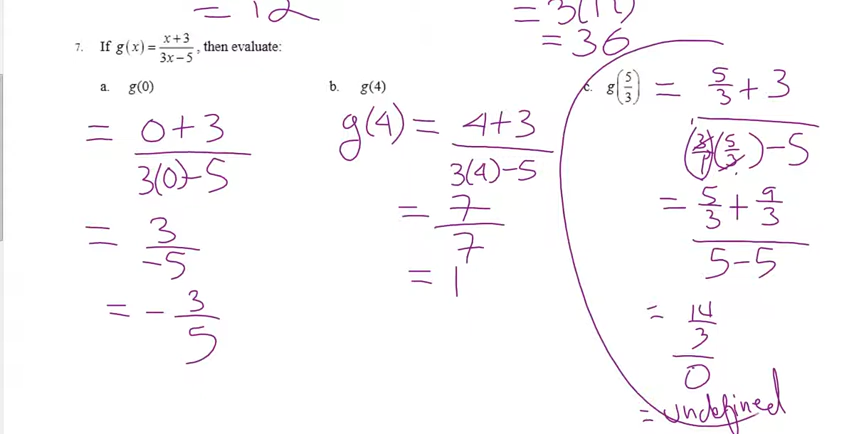 = 12
= 3(12)
= 36
7. If g(x) = (x+3)/(3x−5), then evaluate:
a. g(0)
= (0+3)/(3(0)−5)
= 3/−5
= −3/5
b. g(4)
g(4) = (4+3)/(3(4)−5)
= 7/7
= 1
c. g(5/3) = (5/3 + 3)/((3/1)(5/3) − 5)
= (5/3 + 9/3)/(5−5)
= (14/3)/0
= undefined